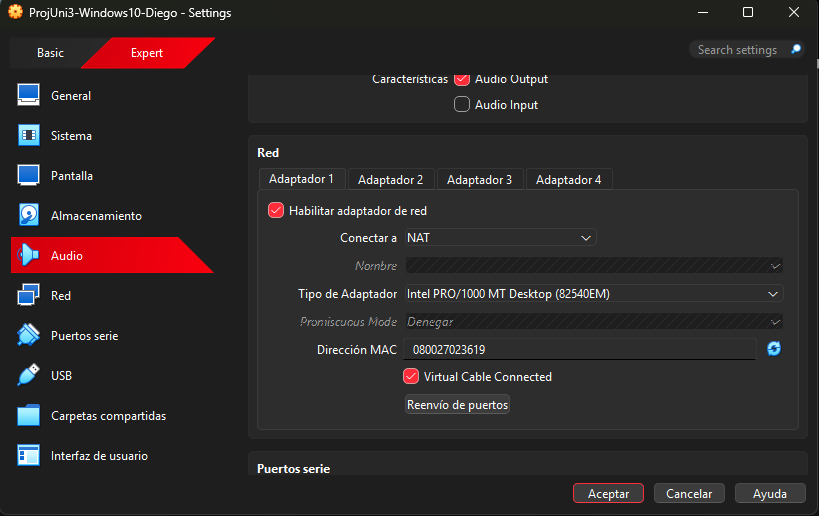 ProjUni3-Windows10-Diego - Settings
Basic
Expert
Search settings
General
Sistema
Pantalla
Almacenamiento
Audio
Red
Puertos serie
USB
Carpetas compartidas
Interfaz de usuario
Características Audio Output
Audio Input
Red
Adaptador 1 Adaptador 2 Adaptador 3 Adaptador 4
Habilitar adaptador de red
Conectar a NAT
Nombre
Tipo de Adaptador Intel PRO/1000 MT Desktop (82540EM)
Promiscuous Mode Denegar
Dirección MAC 080027023619
Virtual Cable Connected
Reenvío de puertos
Puertos serie
Aceptar Cancelar Ayuda